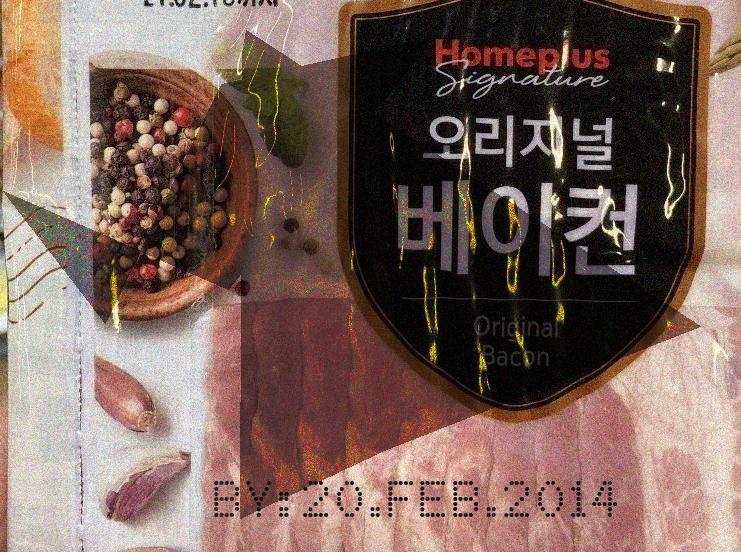 Homeplus
Signature
오리지널
베이컨
Original
Bacon
BY:20.FEB.2014